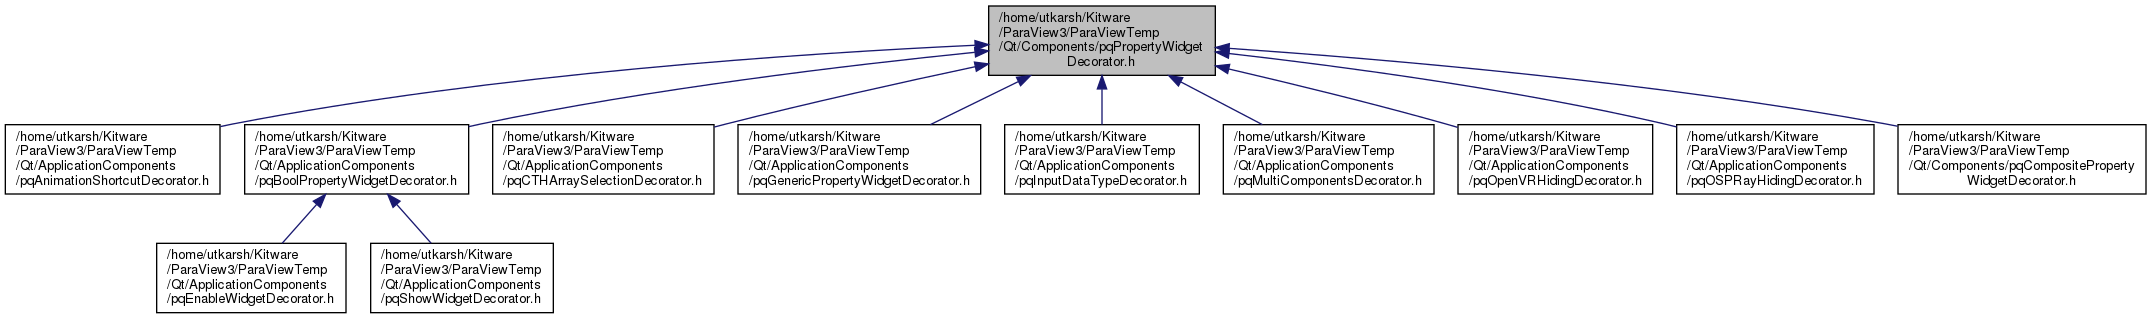 /home/utkarsh/Kitware
/ParaView3/ParaViewTemp
/Qt/Components/pqPropertyWidget
Decorator.h
/home/utkarsh/Kitware
/ParaView3/ParaViewTemp
/Qt/ApplicationComponents
/pqAnimationShortcutDecorator.h
/home/utkarsh/Kitware
/ParaView3/ParaViewTemp
/Qt/ApplicationComponents
/pqBoolPropertyWidgetDecorator.h
/home/utkarsh/Kitware
/ParaView3/ParaViewTemp
/Qt/ApplicationComponents
/pqCTHArraySelectionDecorator.h
/home/utkarsh/Kitware
/ParaView3/ParaViewTemp
/Qt/ApplicationComponents
/pqGenericPropertyWidgetDecorator.h
/home/utkarsh/Kitware
/ParaView3/ParaViewTemp
/Qt/ApplicationComponents
/pqInputDataTypeDecorator.h
/home/utkarsh/Kitware
/ParaView3/ParaViewTemp
/Qt/ApplicationComponents
/pqMultiComponentsDecorator.h
/home/utkarsh/Kitware
/ParaView3/ParaViewTemp
/Qt/ApplicationComponents
/pqOpenVRHidingDecorator.h
/home/utkarsh/Kitware
/ParaView3/ParaViewTemp
/Qt/ApplicationComponents
/pqOSPRayHidingDecorator.h
/home/utkarsh/Kitware
/ParaView3/ParaViewTemp
/Qt/Components/pqCompositeProperty
WidgetDecorator.h
/home/utkarsh/Kitware
/ParaView3/ParaViewTemp
/Qt/ApplicationComponents
/pqEnableWidgetDecorator.h
/home/utkarsh/Kitware
/ParaView3/ParaViewTemp
/Qt/ApplicationComponents
/pqShowWidgetDecorator.h